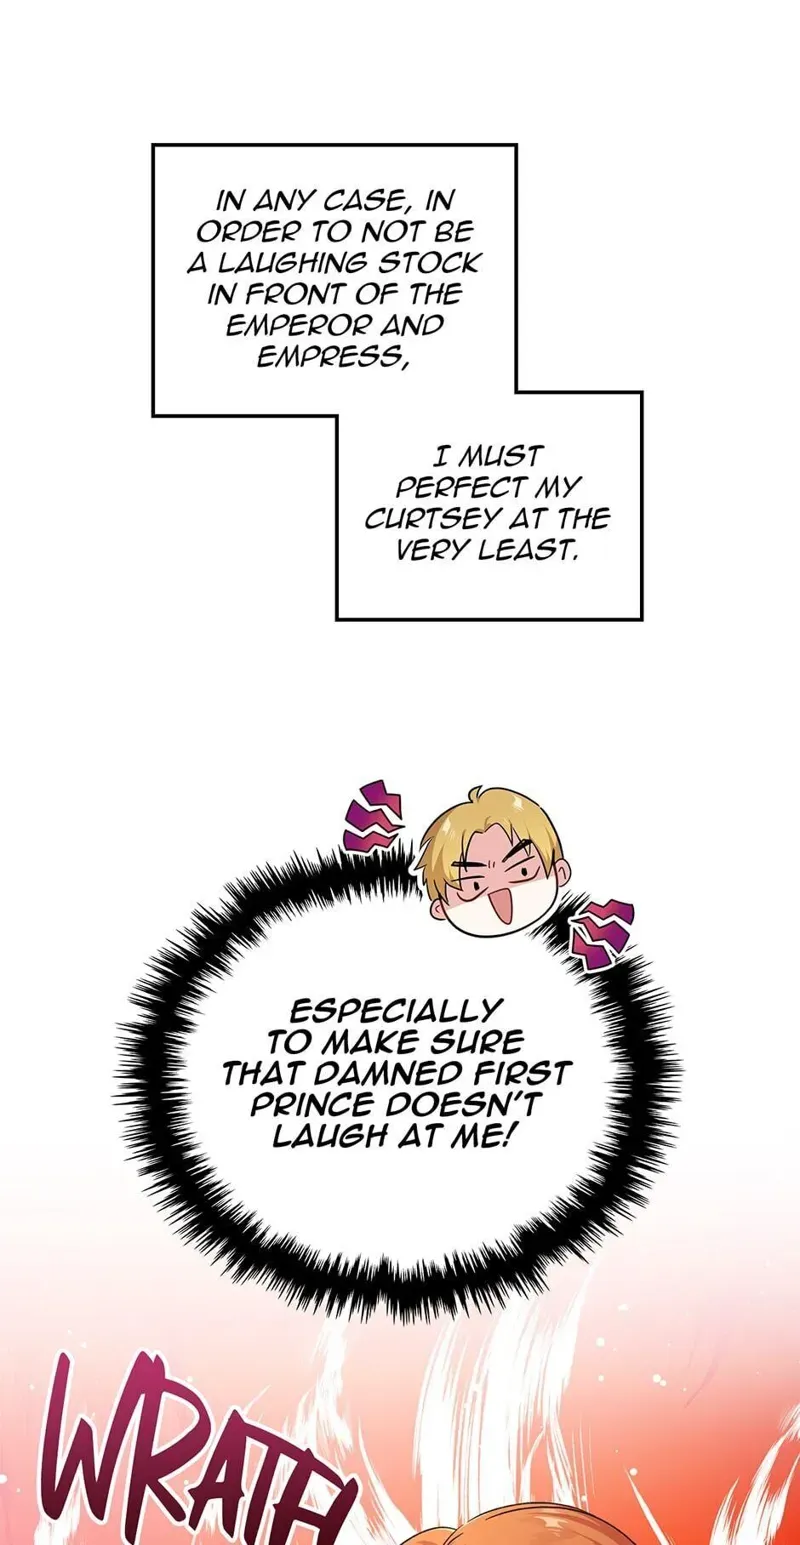 IN ANY CASE, IN
ORDER TO NOT BE
A LAUGHING STOCK
IN FRONT OF THE
EMPEROR AND
EMPRESS,
I MUST
PERFECT MY
CURTSEY AT THE
VERY LEAST.
ESPECIALLY
TO MAKE SURE
THAT DAMNED FIRST
PRINCE DOESN'T
LAUGH AT ME!
WRATH